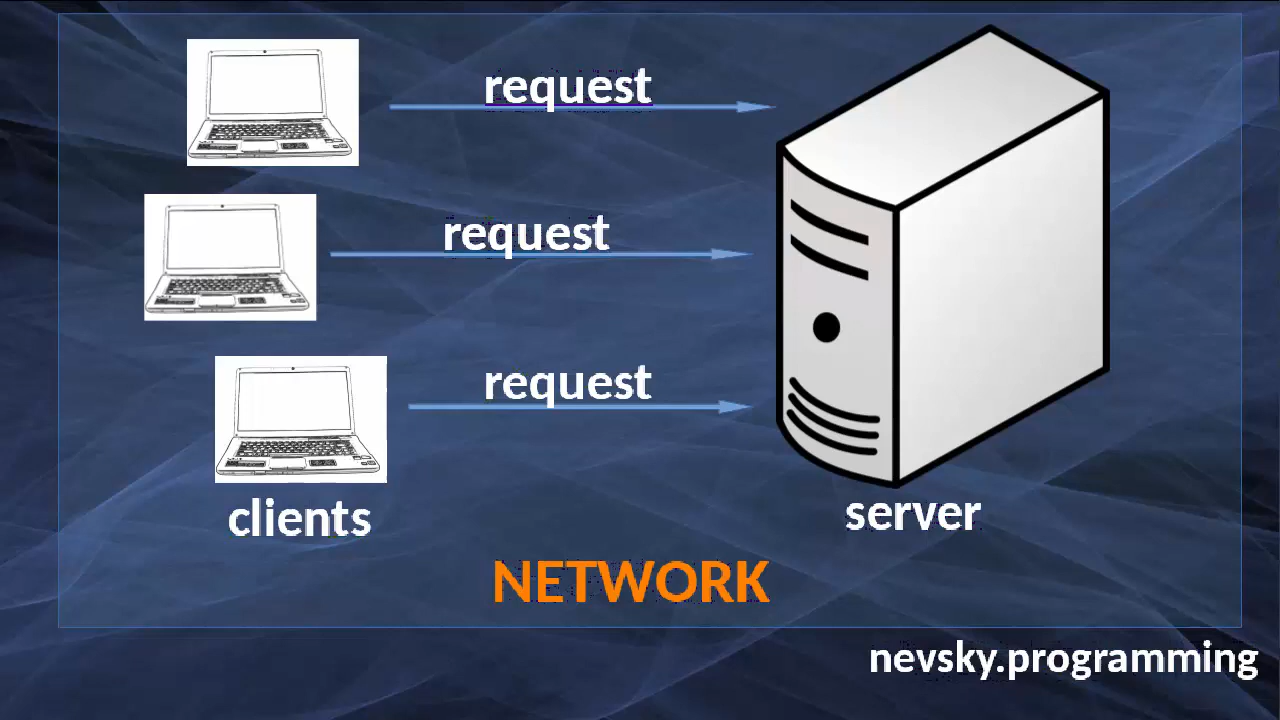 request
request
request
clients
server
NETWORK
nevsky.programming